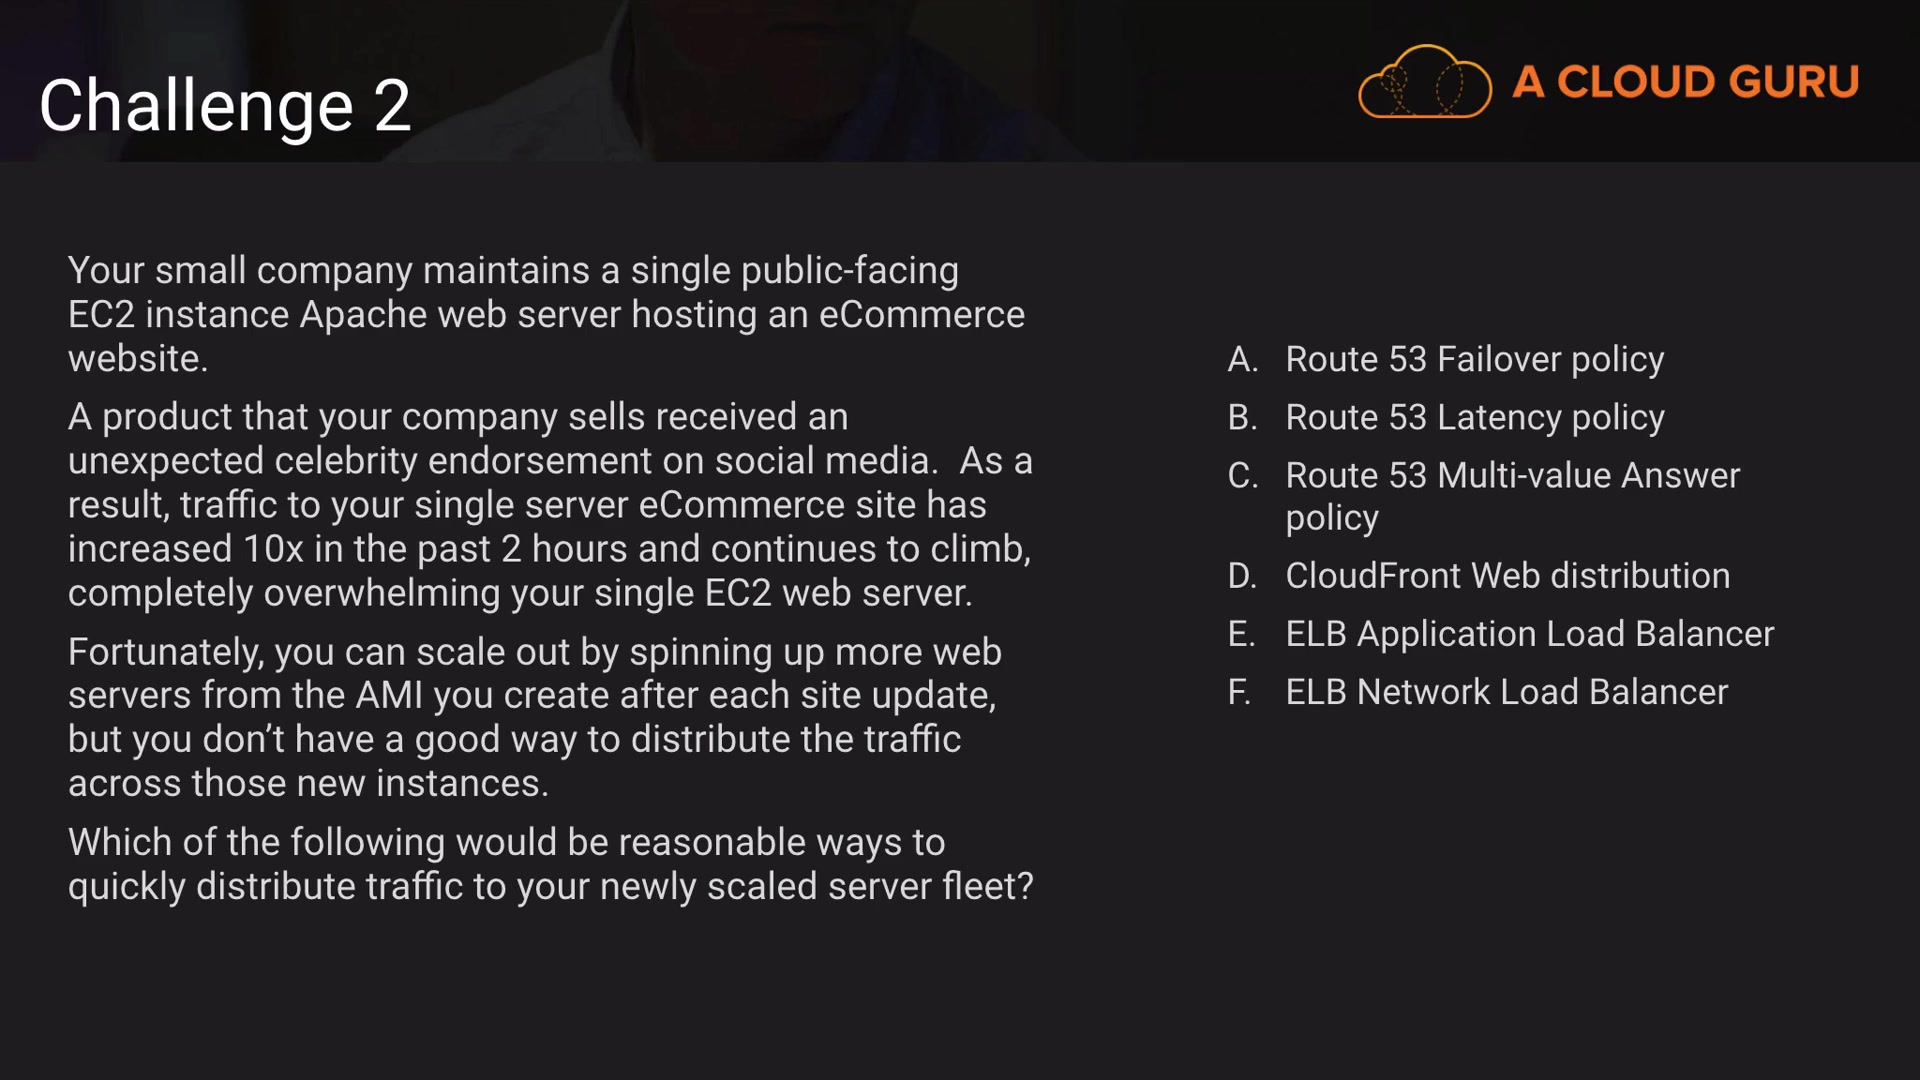 Challenge 2
A CLOUD GURU
Your small company maintains a single public-facing
EC2 instance Apache web server hosting an eCommerce
website.
A product that your company sells received an
unexpected celebrity endorsement on social media.  As a
result, traffic to your single server eCommerce site has
increased 10x in the past 2 hours and continues to climb,
completely overwhelming your single EC2 web server.
Fortunately, you can scale out by spinning up more web
servers from the AMI you create after each site update,
but you don’t have a good way to distribute the traffic
across those new instances.
Which of the following would be reasonable ways to
quickly distribute traffic to your newly scaled server fleet?
A. Route 53 Failover policy
B. Route 53 Latency policy
C. Route 53 Multi-value Answer
policy
D. CloudFront Web distribution
E. ELB Application Load Balancer
F. ELB Network Load Balancer